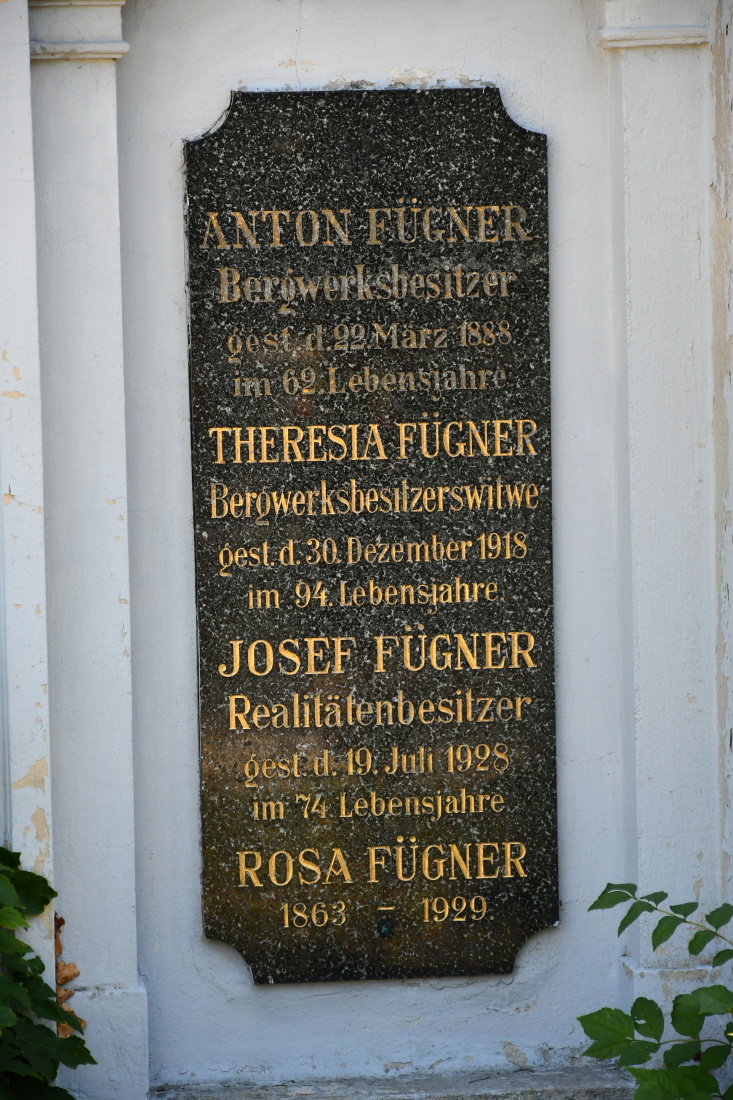 ANTON FÜGNER
Bergwerksbesitzer
gest. d. 22. März 1888
im 62. Lebensjahre
THERESIA FÜGNER
Bergwerksbesitzerswitwe
gest. d. 30. Dezember 1918
im 94. Lebensjahre
JOSEF FÜGNER
Realitätenbesitzer
gest. d. 19. Juli 1928
im 74. Lebensjahre
ROSA FÜGNER
1863 – 1929